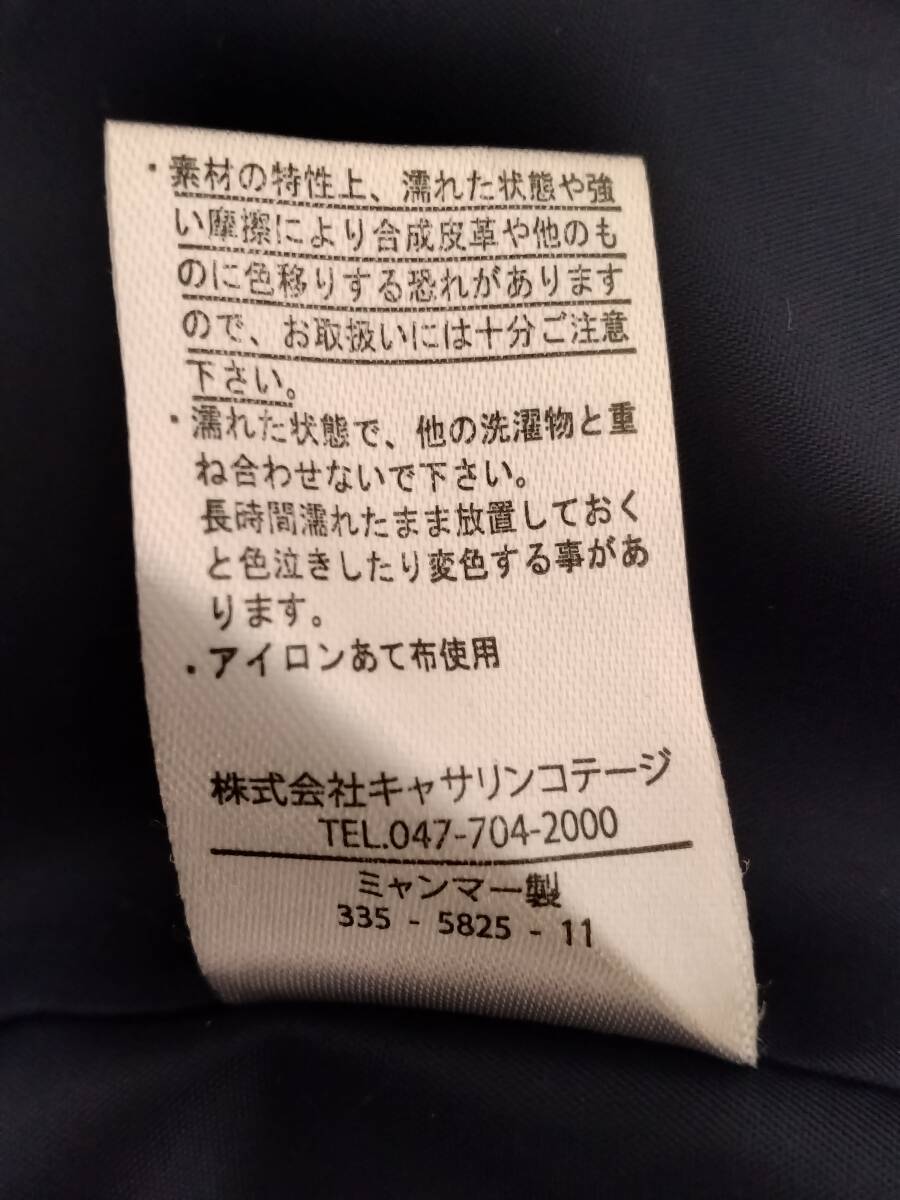 ・素材の特性上、濡れた状態や強
い摩擦により合成皮革や他のも
のに色移りする恐れがあります
ので、お取扱いには十分ご注意
下さい。
・濡れた状態で、他の洗濯物と重
ね合わせないで下さい。
長時間濡れたまま放置しておく
と色泣きしたり変色する事があ
ります。
・アイロンあて布使用
株式会社キャサリンコテージ
TEL.047-704-2000
ミャンマー製
335 - 5825 - 11